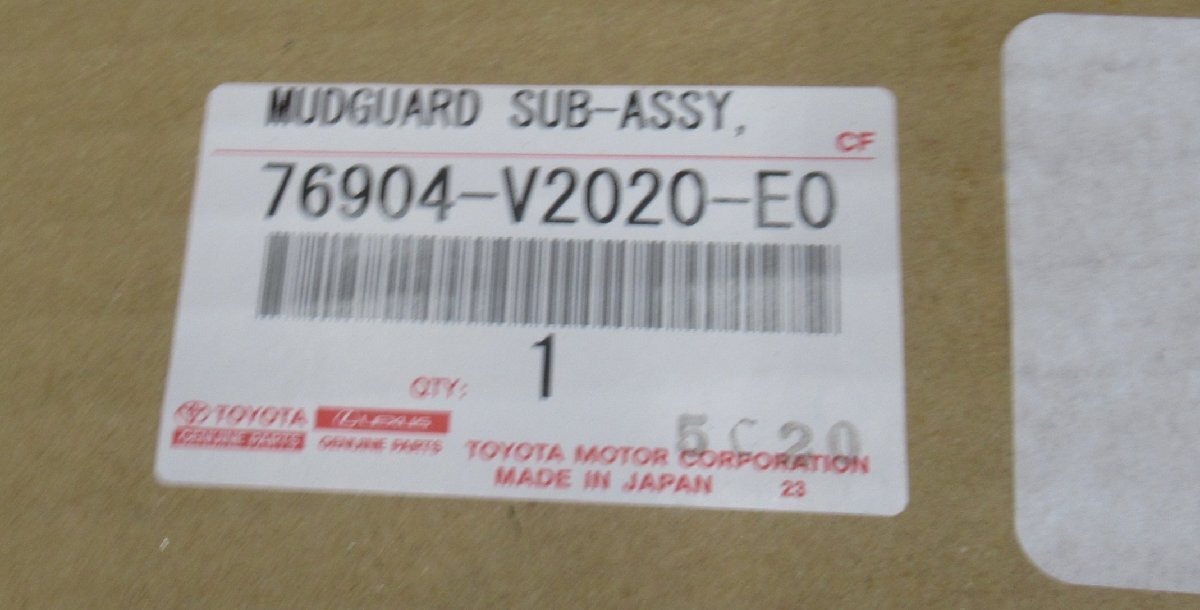 MUDGUARD SUB-ASSY,
CF
76904-V2020-E0
QTY: 1
TOYOTA LEXUS
GENUINE PARTS GENUINE PARTS
5C20
TOYOTA MOTOR CORPORATION
MADE IN JAPAN 23